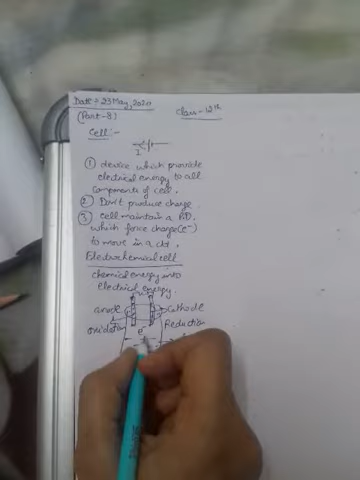 Date :- 23 May, 2020
(Part-8)
Class-12th
Cell :-
I
① device which provide
electrical energy to all
components of cell.
② Don't produce charge
③ Cell maintain a P.D.
which force charge (e⁻)
to move in a ckt.
Electrochemical cell
chemical energy into
electrical energy.
anode
Cathode
oxidation
Reduction
e⁻